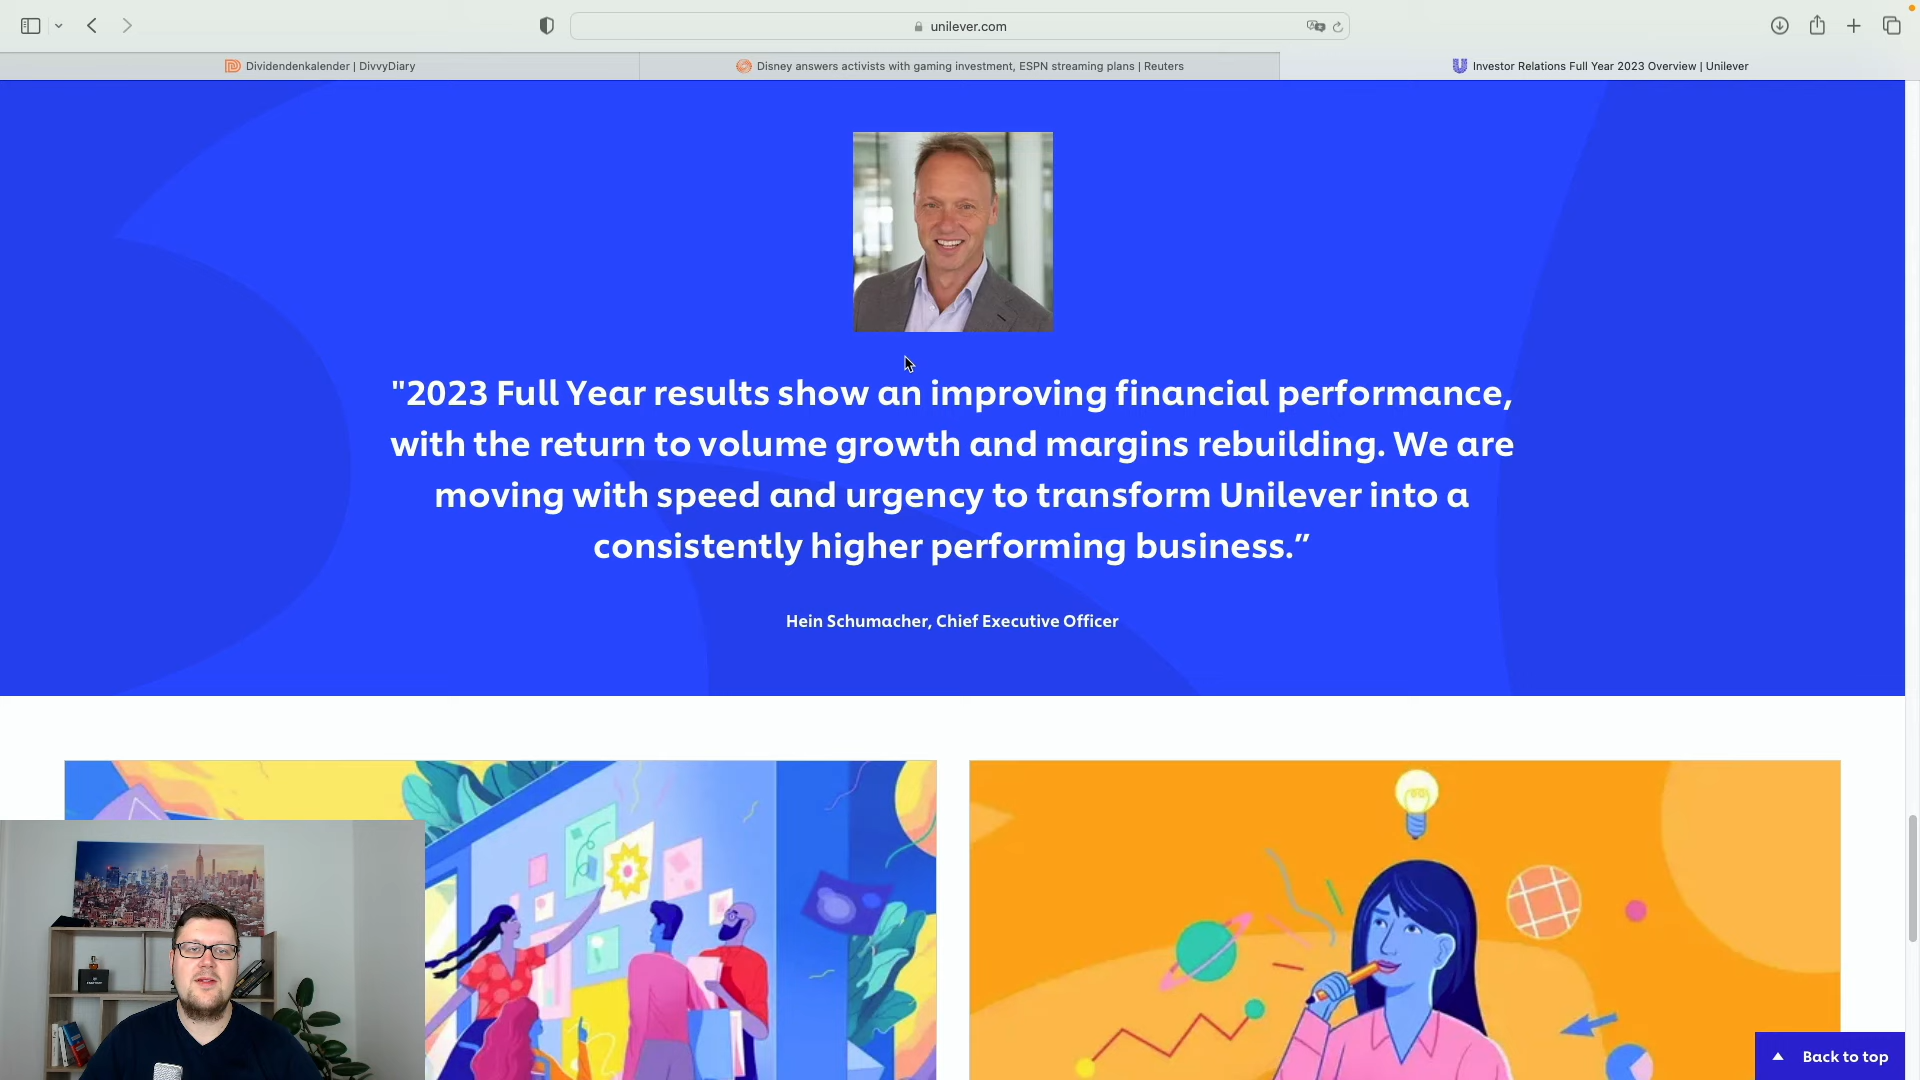 unilever.com
Dividendenkalender | DivvyDiary
Disney answers activists with gaming investment, ESPN streaming plans | Reuters
Investor Relations Full Year 2023 Overview | Unilever
"2023 Full Year results show an improving financial performance,
with the return to volume growth and margins rebuilding. We are
moving with speed and urgency to transform Unilever into a
consistently higher performing business.”
Hein Schumacher, Chief Executive Officer
Back to top